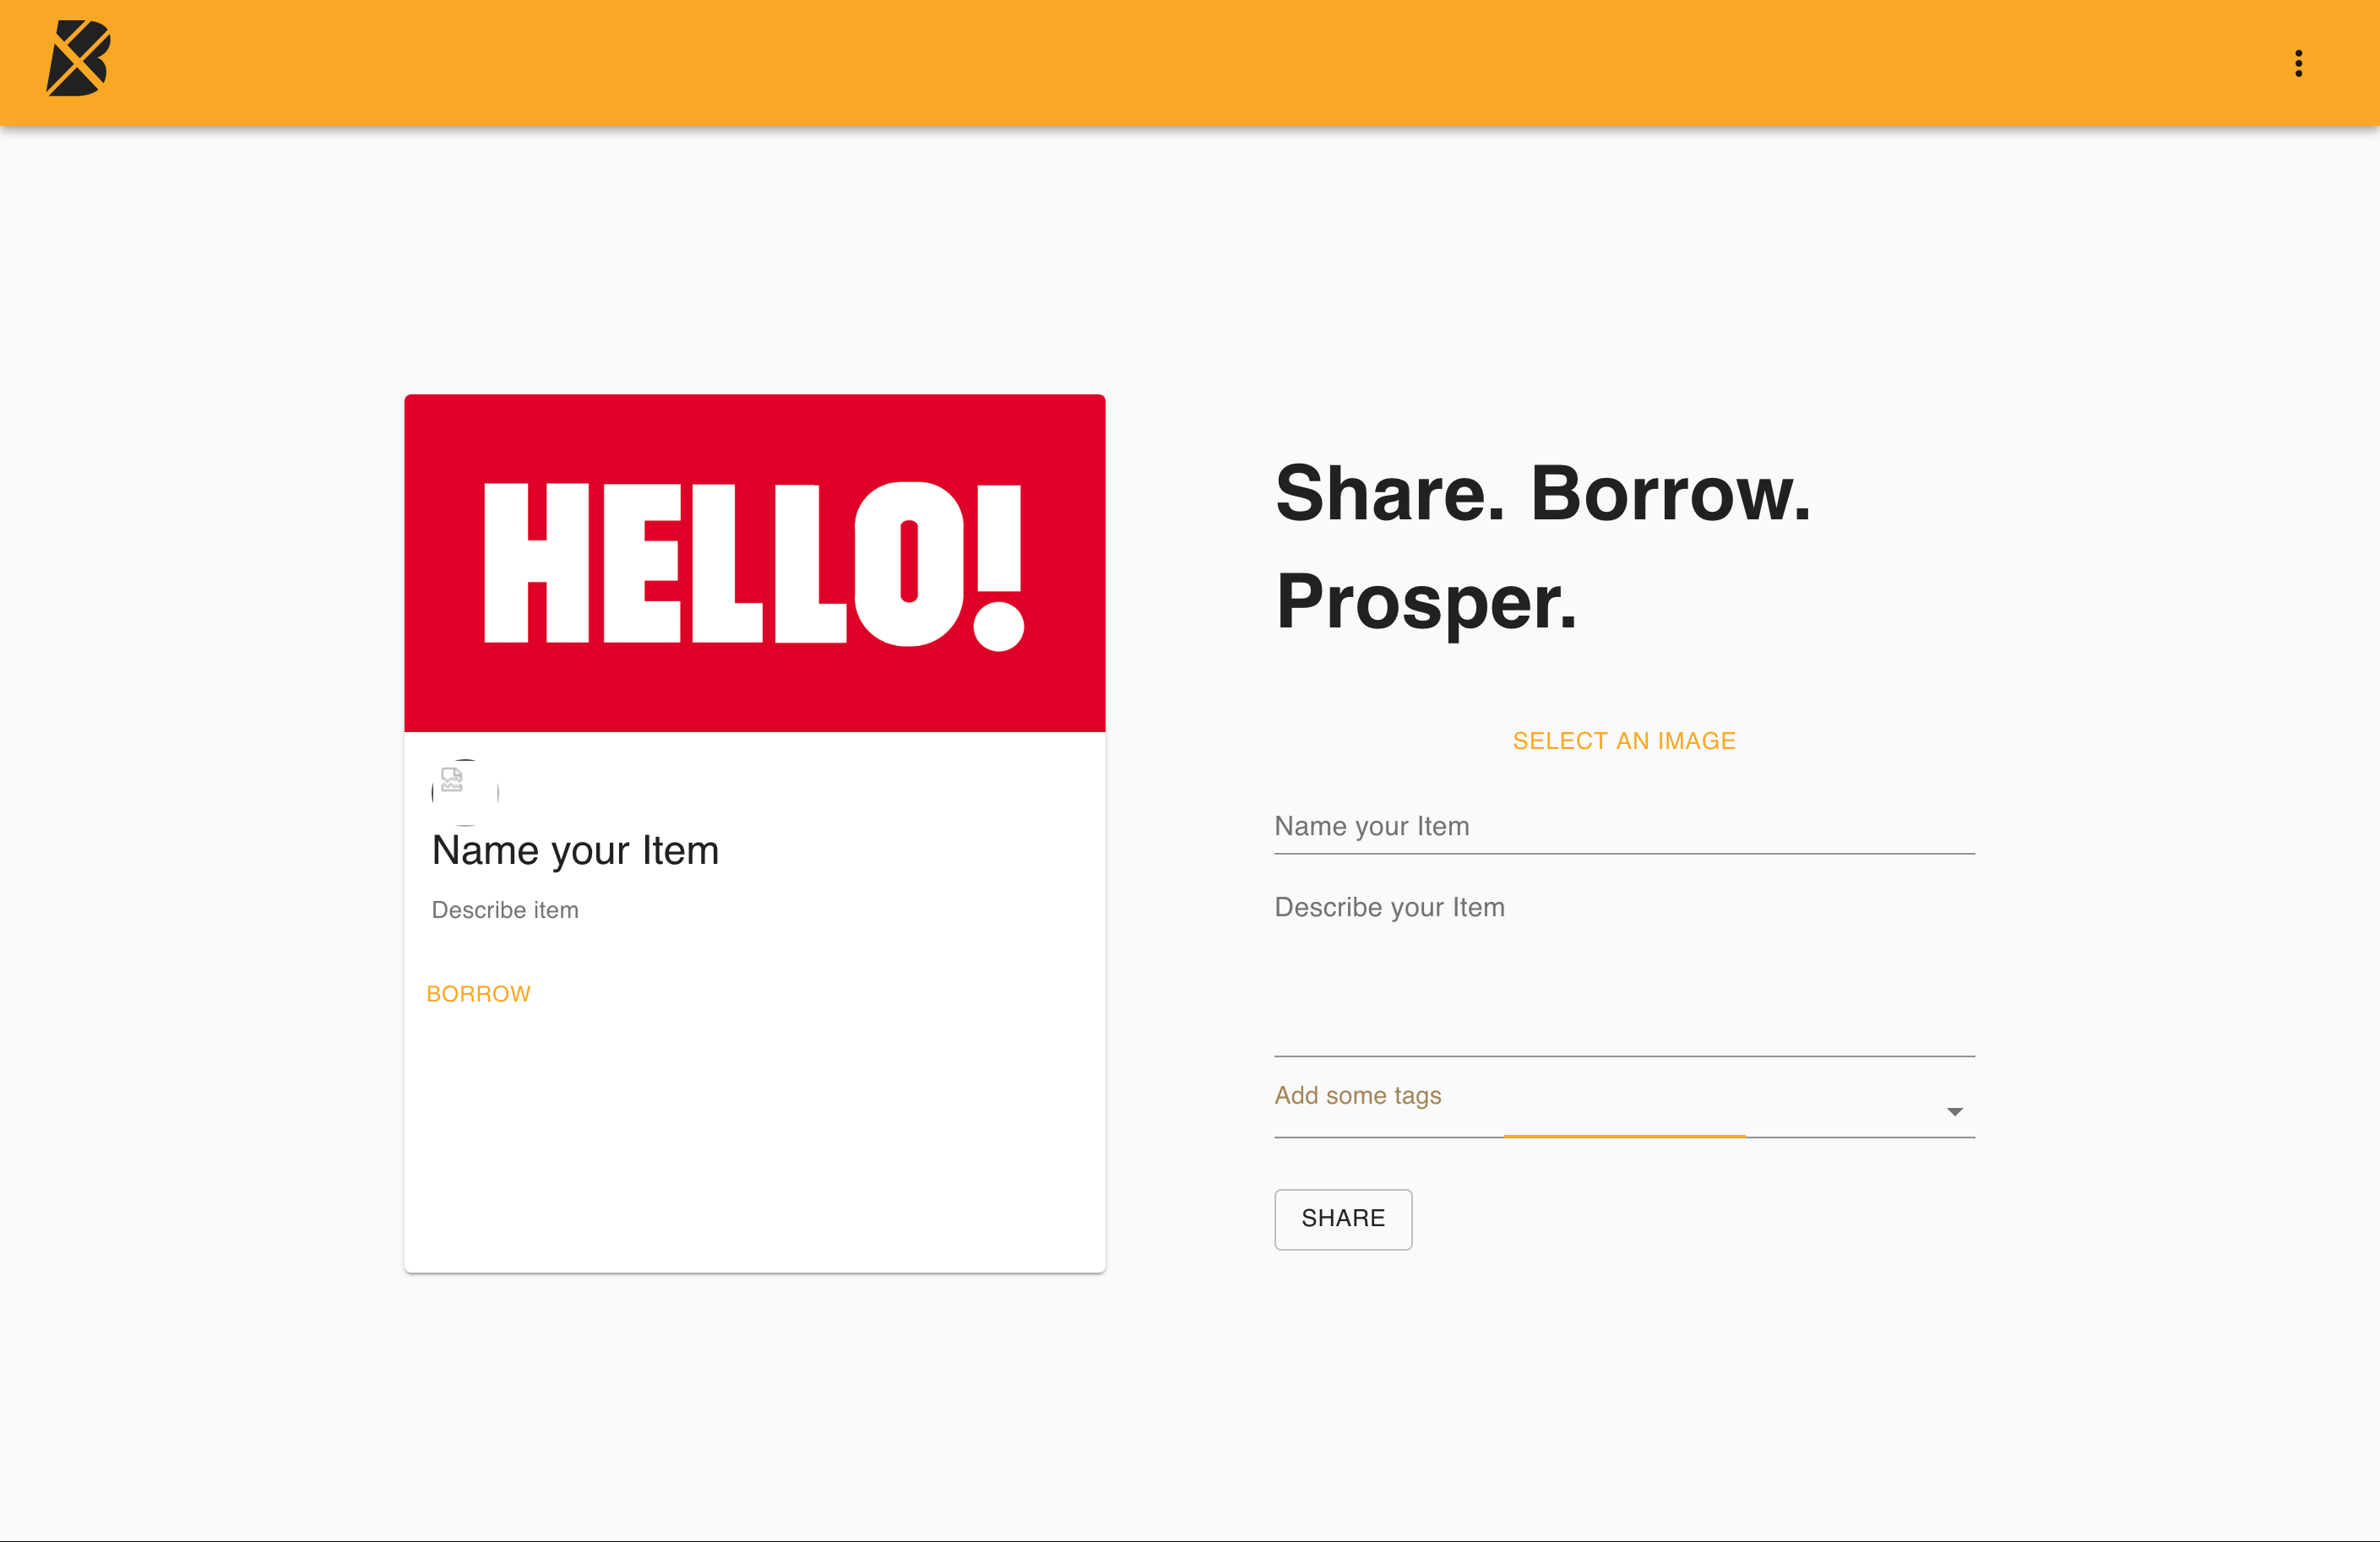 B
HELLO!
Name your Item
Describe item
BORROW
Share. Borrow.
Prosper.
SELECT AN IMAGE
Name your Item
Describe your Item
Add some tags
SHARE